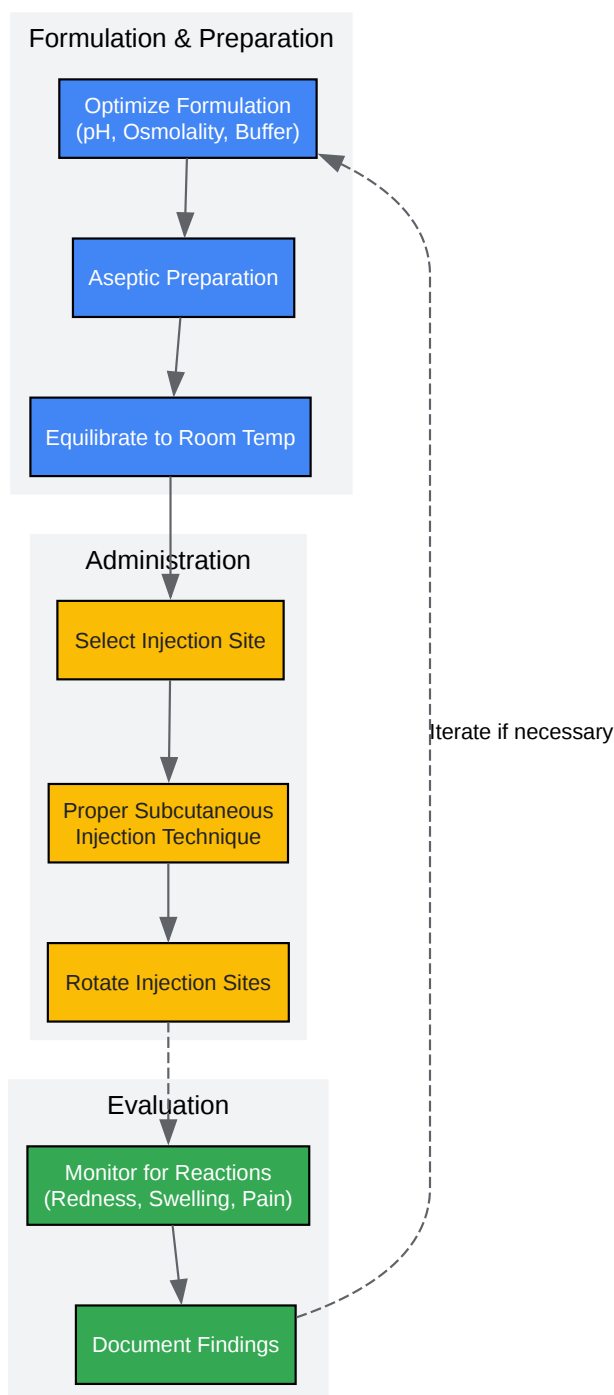 Formulation & Preparation
Optimize Formulation
(pH, Osmolality, Buffer)
Aseptic Preparation
Equilibrate to Room Temp
Administration
Select Injection Site
Iterate if necessary
Proper Subcutaneous
Injection Technique
Rotate Injection Sites
Evaluation
Monitor for Reactions
(Redness, Swelling, Pain)
Document Findings